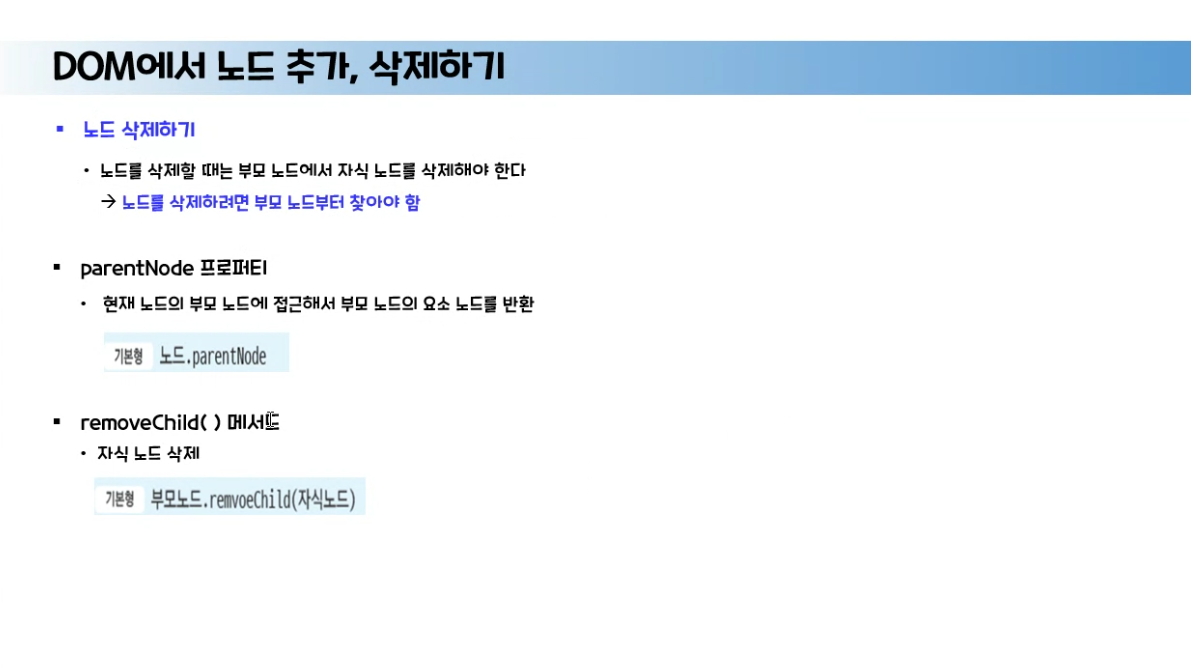 DOM에서 노드 추가, 삭제하기
▪ 노드 삭제하기
• 노드를 삭제할 때는 부모 노드에서 자식 노드를 삭제해야 한다
→ 노드를 삭제하려면 부모 노드부터 찾아야 함
▪ parentNode 프로퍼티
• 현재 노드의 부모 노드에 접근해서 부모 노드의 요소 노드를 반환
기본형 노드.parentNode
▪ removeChild( ) 메서드
• 자식 노드 삭제
기본형 부모노드.remvoeChild(자식노드)